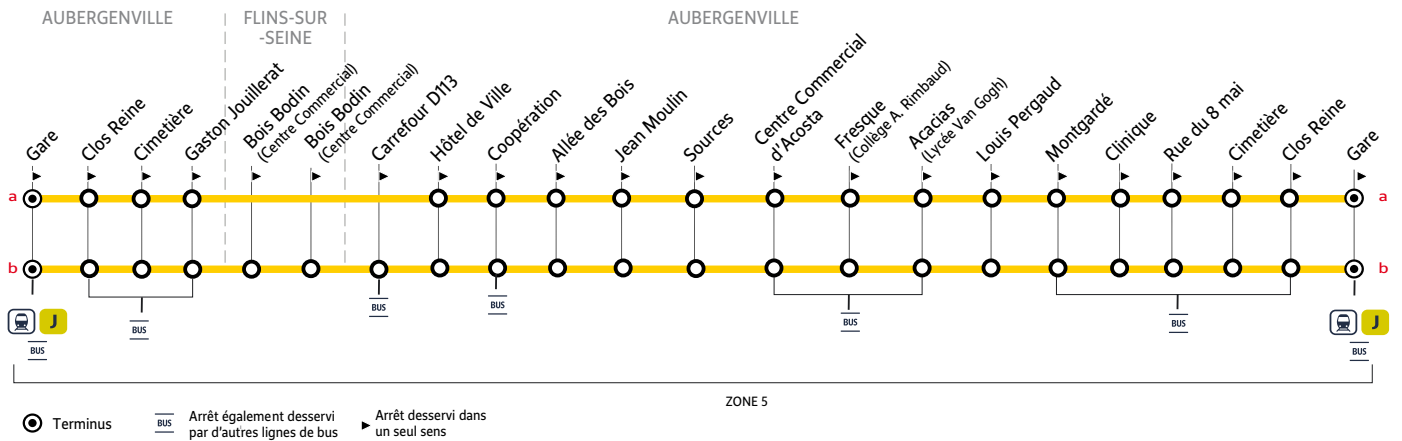 AUBERGENVILLE
FLINS-SUR
-SEINE
AUBERGENVILLE
Gare
Clos Reine
Cimetière
Gaston Jouillerat
Bois Bodin
(Centre Commercial)
Bois Bodin
(Centre Commercial)
Carrefour D113
Hôtel de Ville
Coopération
Allée des Bois
Jean Moulin
Sources
Centre Commercial
d'Acosta
Fresque
(Collège A. Rimbaud)
Acacias
(Lycée Van Gogh)
Louis Pergaud
Montgardé
Clinique
Rue du 8 mai
Cimetière
Clos Reine
Gare
a
a
b
b
J
BUS
BUS
BUS
BUS
BUS
BUS
J
BUS
ZONE 5
Terminus
BUS
Arrêt également desservi
par d'autres lignes de bus
Arrêt desservi dans
un seul sens